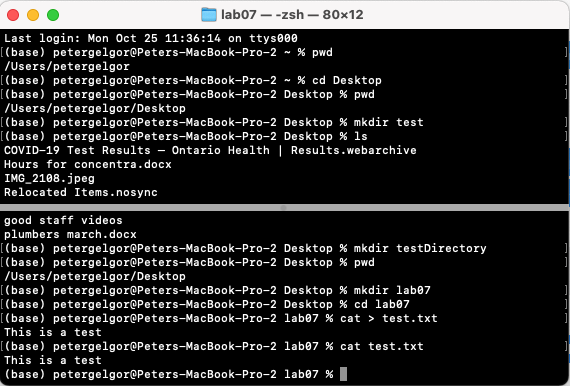 lab07 — -zsh — 80×12
Last login: Mon Oct 25 11:36:14 on ttys000
[(base) petergelgor@Peters-MacBook-Pro-2 ~ % pwd ]
/Users/petergelgor
[(base) petergelgor@Peters-MacBook-Pro-2 ~ % cd Desktop ]
[(base) petergelgor@Peters-MacBook-Pro-2 Desktop % pwd ]
/Users/petergelgor/Desktop
[(base) petergelgor@Peters-MacBook-Pro-2 Desktop % mkdir test ]
[(base) petergelgor@Peters-MacBook-Pro-2 Desktop % ls ]
COVID-19 Test Results — Ontario Health | Results.webarchive
Hours for concentra.docx
IMG_2108.jpeg
Relocated Items.nosync
good staff videos
plumbers march.docx
[(base) petergelgor@Peters-MacBook-Pro-2 Desktop % mkdir testDirectory ]
[(base) petergelgor@Peters-MacBook-Pro-2 Desktop % pwd ]
/Users/petergelgor/Desktop
[(base) petergelgor@Peters-MacBook-Pro-2 Desktop % mkdir lab07 ]
[(base) petergelgor@Peters-MacBook-Pro-2 Desktop % cd lab07 ]
[(base) petergelgor@Peters-MacBook-Pro-2 lab07 % cat > test.txt ]
This is a test
[(base) petergelgor@Peters-MacBook-Pro-2 lab07 % cat test.txt ]
This is a test
(base) petergelgor@Peters-MacBook-Pro-2 lab07 %